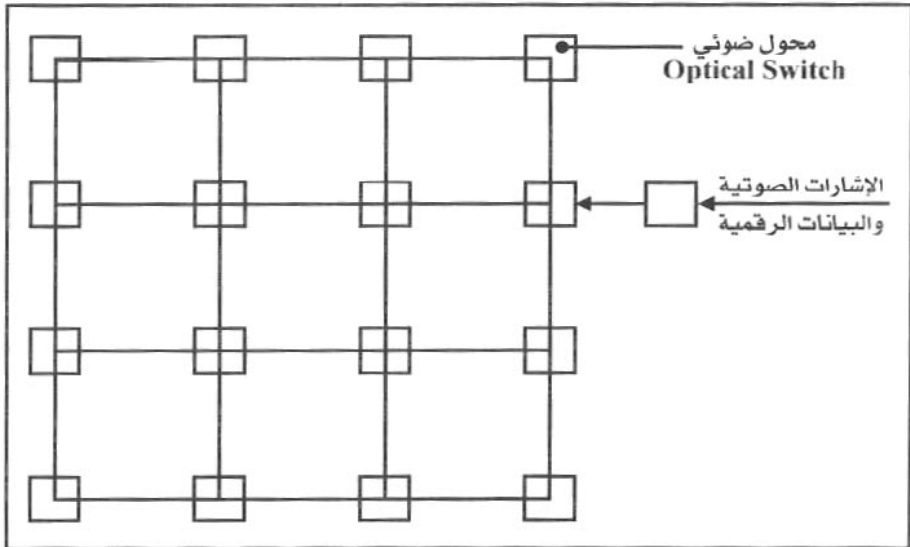 محول ضوئي
Optical Switch
الإشارات الصوتية
والبيانات الرقمية